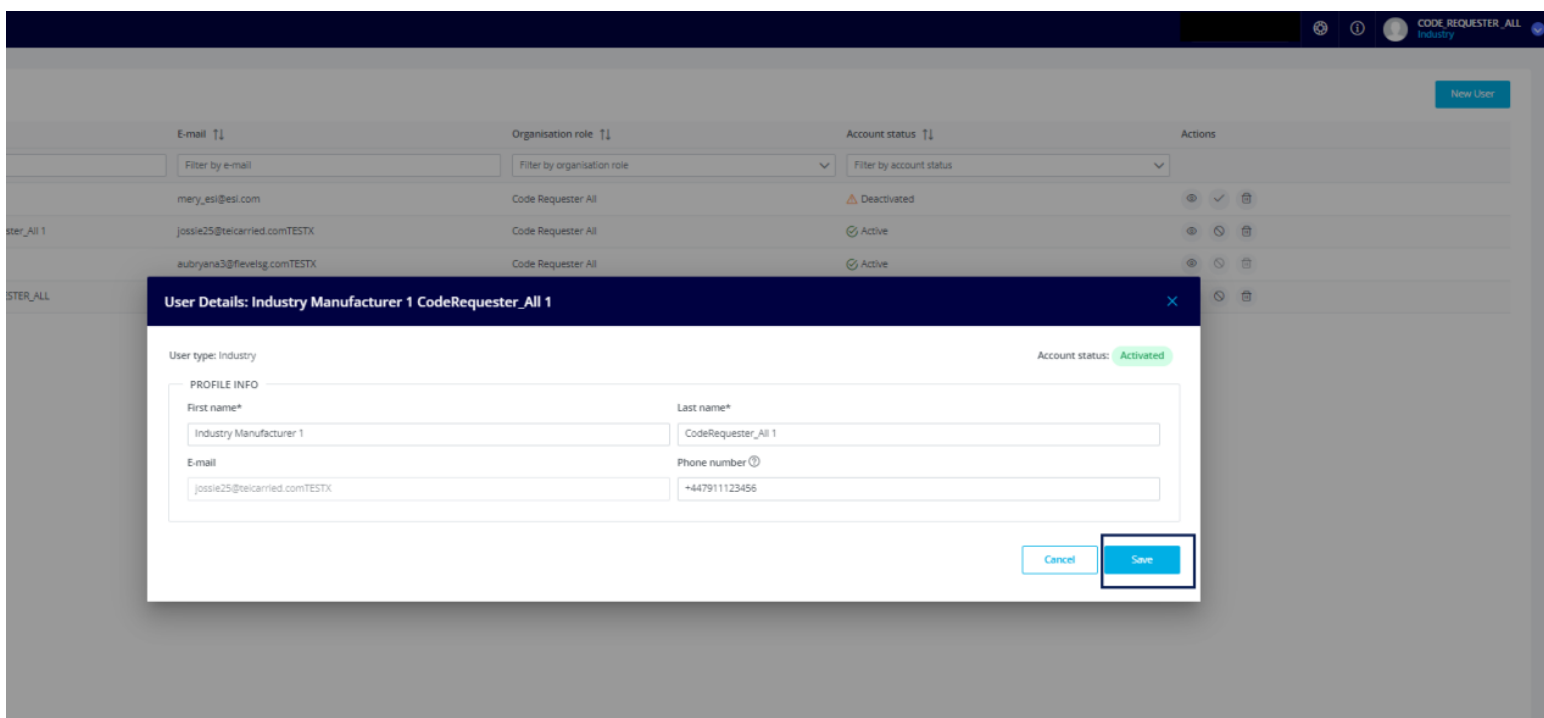 CODE_REQUESTER_ALL
Industry
New User
E-mail Organisation role Account status Actions
Filter by e-mail Filter by organisation role Filter by account status
mery_esi@esi.com Code Requester All Deactivated
ster_All 1 jossie25@teicarried.comTESTX Code Requester All Active
aubryana3@flevelsg.comTESTX Code Requester All Active
STER_ALL
User Details: Industry Manufacturer 1 CodeRequester_All 1
User type: Industry Account status: Activated
PROFILE INFO
First name* Last name*
Industry Manufacturer 1 CodeRequester_All 1
E-mail Phone number
jossie25@teicarried.comTESTX +447911123456
Cancel Save